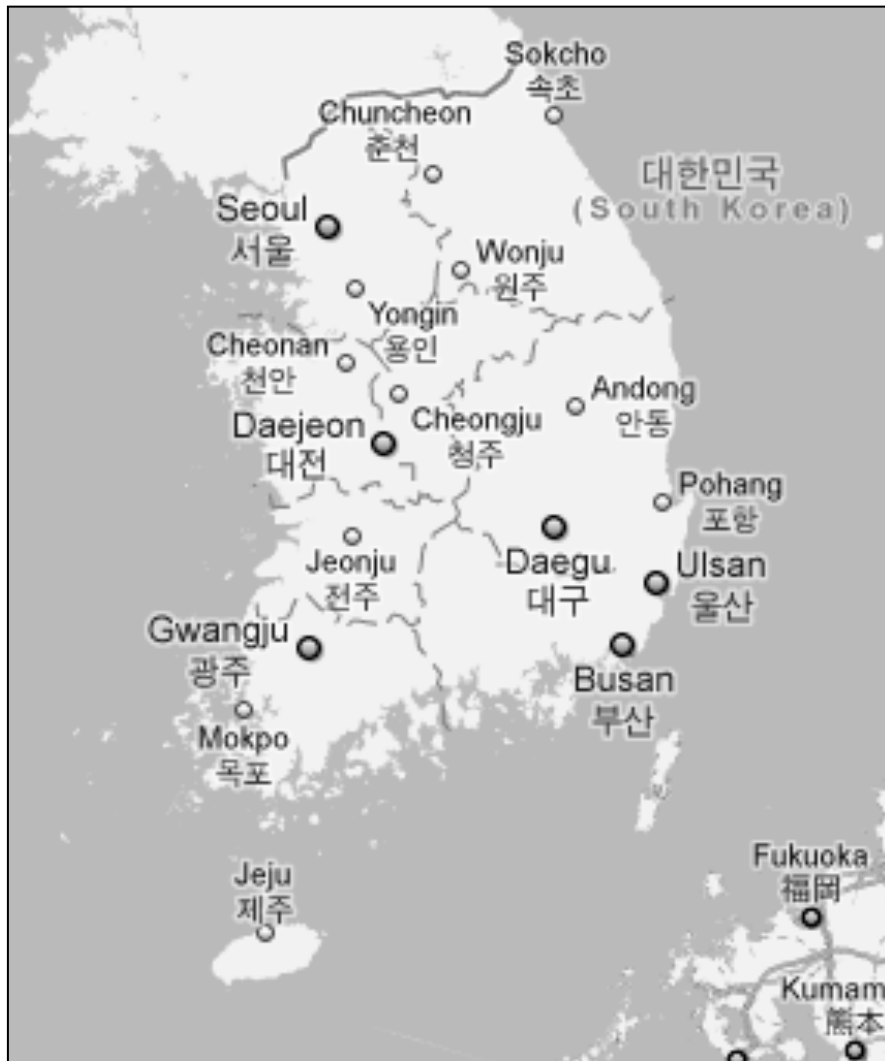 Sokcho
속초
Chuncheon
춘천
대한민국
(South Korea)
Seoul
서울
Wonju
원주
Yongin
용인
Cheonan
천안
Andong
안동
Cheongju
청주
Daejeon
대전
Pohang
포항
Jeonju
전주
Daegu
대구
Ulsan
울산
Gwangju
광주
Busan
부산
Mokpo
목포
Fukuoka
福岡
Jeju
제주
Kumam
熊本